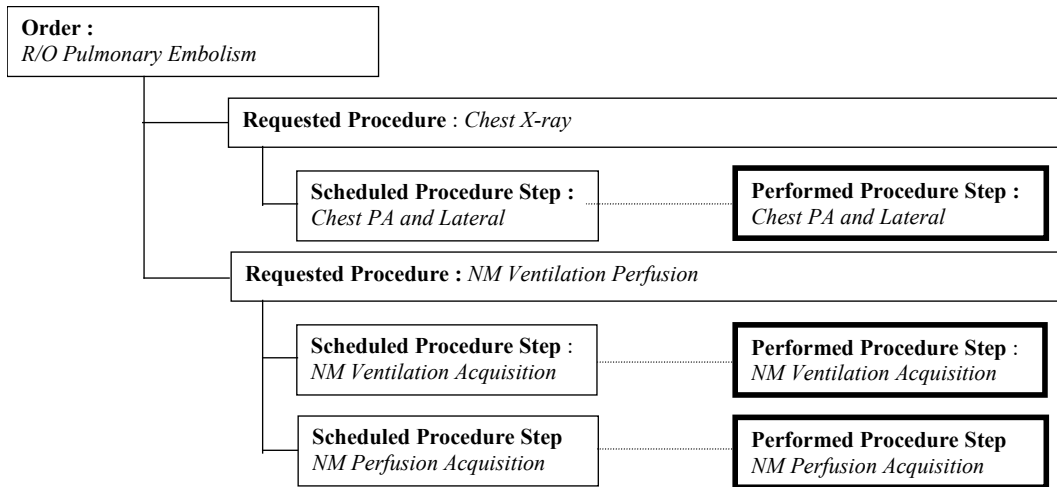 Order :
R/O Pulmonary Embolism
Requested Procedure : Chest X-ray
Scheduled Procedure Step :
Chest PA and Lateral
Performed Procedure Step :
Chest PA and Lateral
Requested Procedure : NM Ventilation Perfusion
Scheduled Procedure Step :
NM Ventilation Acquisition
Performed Procedure Step :
NM Ventilation Acquisition
Scheduled Procedure Step
NM Perfusion Acquisition
Performed Procedure Step
NM Perfusion Acquisition